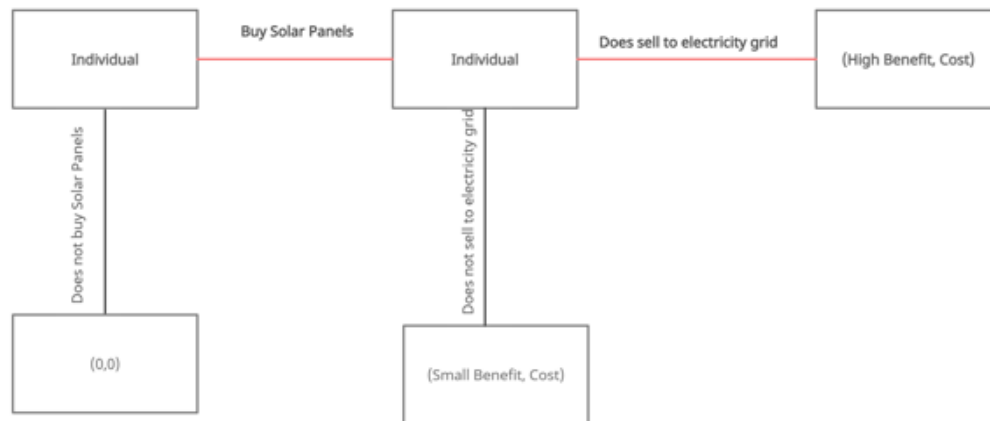 Buy Solar Panels
Does sell to electricity grid
Individual
Individual
(High Benefit, Cost)
Does not buy Solar Panels
Does not sell to electricity grid
(0,0)
(Small Benefit, Cost)